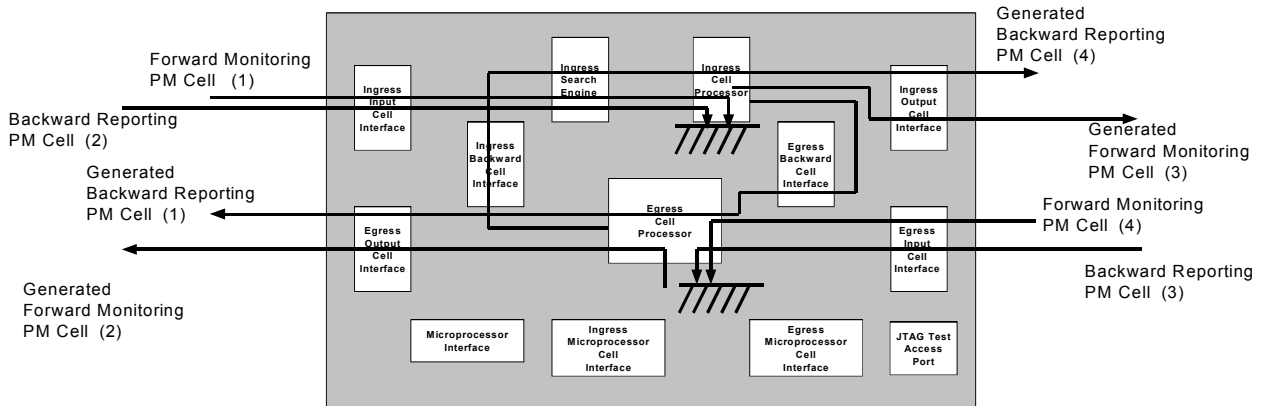 Generated
Backward Reporting
PM Cell (4)
Forward Monitoring
PM Cell (1)
Backward Reporting
PM Cell (2)
Generated
Backward Reporting
PM Cell (1)
Generated
Forward Monitoring
PM Cell (2)
Ingress
Input
Cell
Interface
Ingress
Search
Engine
Ingress
Cell
Processor
Ingress
Output
Cell
Interface
Ingress
Backward
Cell
Interface
Egress
Backward
Cell
Interface
Egress
Cell
Processor
Egress
Output
Cell
Interface
Egress
Input
Cell
Interface
Generated
Forward Monitoring
PM Cell (3)
Forward Monitoring
PM Cell (4)
Backward Reporting
PM Cell (3)
Microprocessor
Interface
Ingress
Microprocessor
Cell
Interface
Egress
Microprocessor
Cell
Interface
JTAG Test
Access
Port